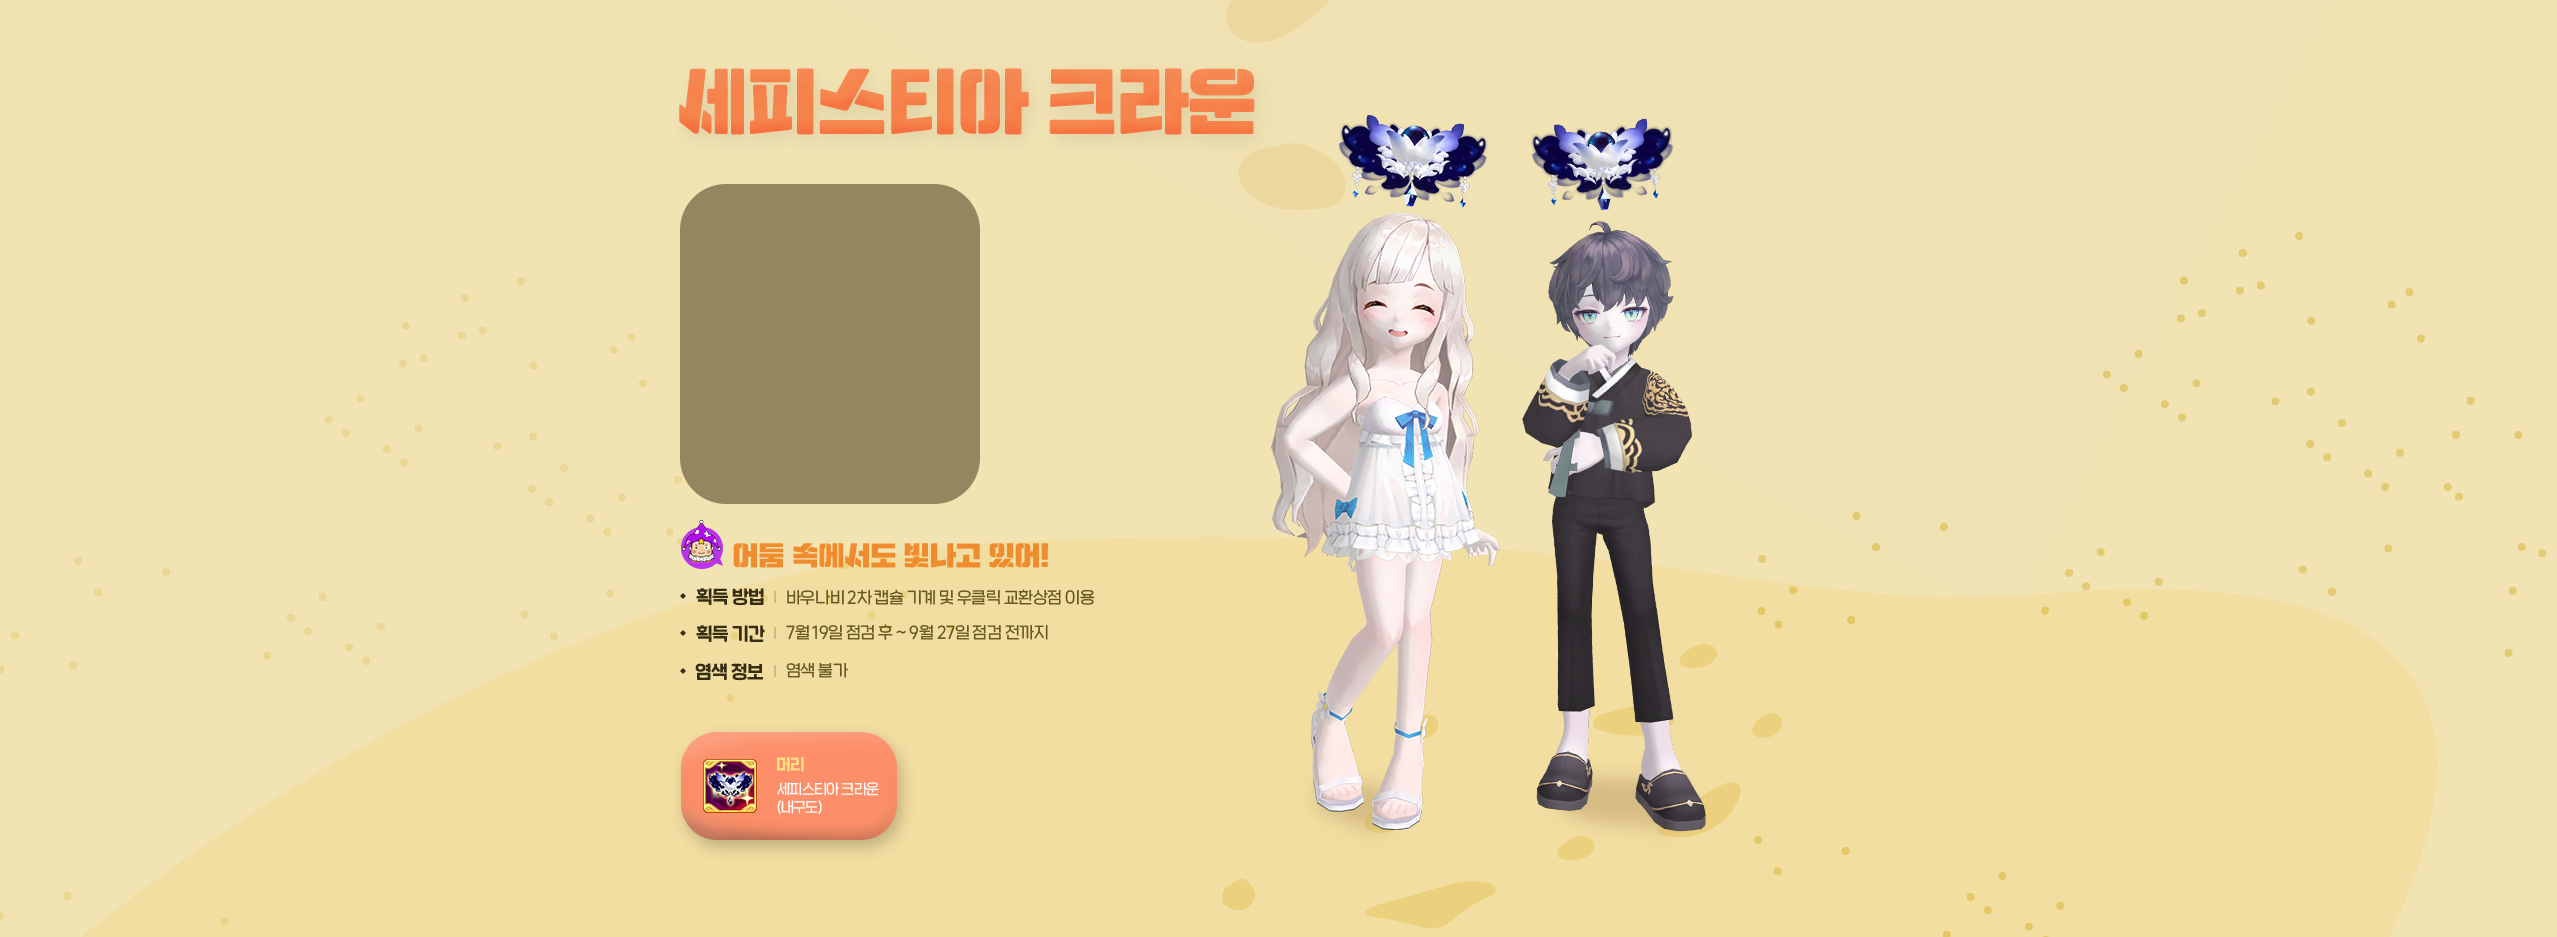 세피스티아 크라운
어둠 속에서도 빛나고 있어!
• 획득 방법 | 바우나비 2차 캡슐 기계 및 우클릭 교환상점 이용
• 획득 기간 | 7월 19일 점검 후 ~ 9월 27일 점검 전까지
• 염색 정보 | 염색 불가
머리
세피스티아 크라운
(내구도)